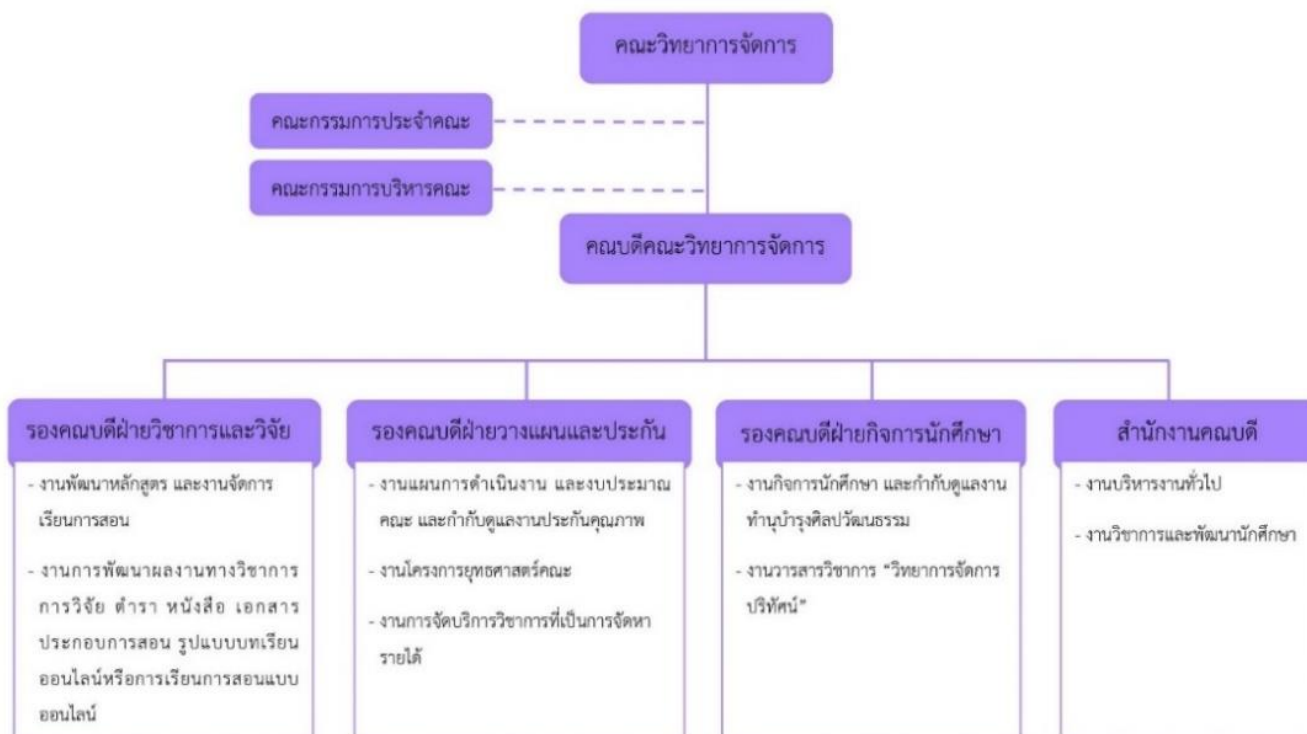 คณะวิทยาการจัดการ
คณะกรรมการประจำคณะ
คณะกรรมการบริหารคณะ
คณบดีคณะวิทยาการจัดการ
รองคณบดีฝ่ายวิชาการและวิจัย
- งานพัฒนาหลักสูตร และงานจัดการ
เรียนการสอน
- งานการพัฒนาผลงานทางวิชาการ
การวิจัย ตำรา หนังสือ เอกสาร
ประกอบการสอน รูปแบบบทเรียน
ออนไลน์หรือการเรียนการสอนแบบ
ออนไลน์
รองคณบดีฝ่ายวางแผนและประกัน
- งานแผนการดำเนินงาน และงบประมาณ
คณะ และกำกับดูแลงานประกันคุณภาพ
- งานโครงการยุทธศาสตร์คณะ
- งานการจัดบริการวิชาการที่เป็นการจัดหา
รายได้
รองคณบดีฝ่ายกิจการนักศึกษา
- งานกิจการนักศึกษา และกำกับดูแลงาน
ทำนุบำรุงศิลปวัฒนธรรม
- งานวารสารวิชาการ “วิทยาการจัดการ
ปริทัศน์”
สำนักงานคณบดี
- งานบริหารงานทั่วไป
- งานวิชาการและพัฒนานักศึกษา